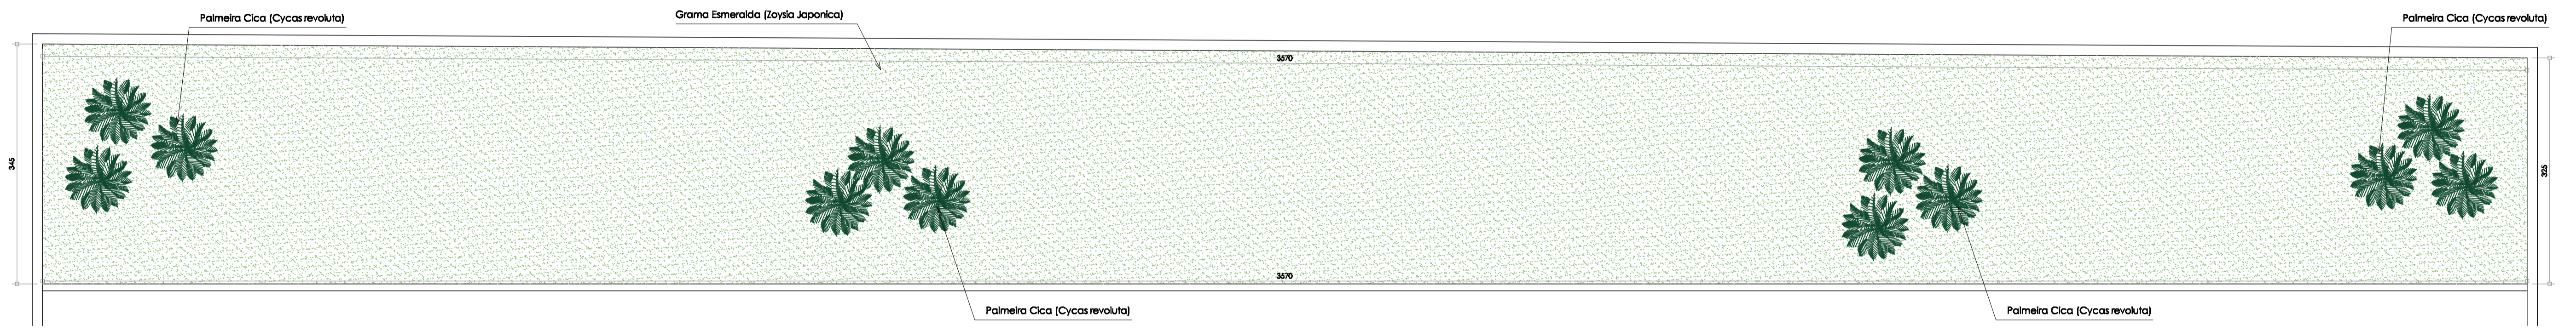 Palmeira Cica (Cycas revoluta)
Grama Esmeralda (Zoysia Japonica)
Palmeira Cica (Cycas revoluta)
3570
345
325
3570
Palmeira Cica (Cycas revoluta)
Palmeira Cica (Cycas revoluta)